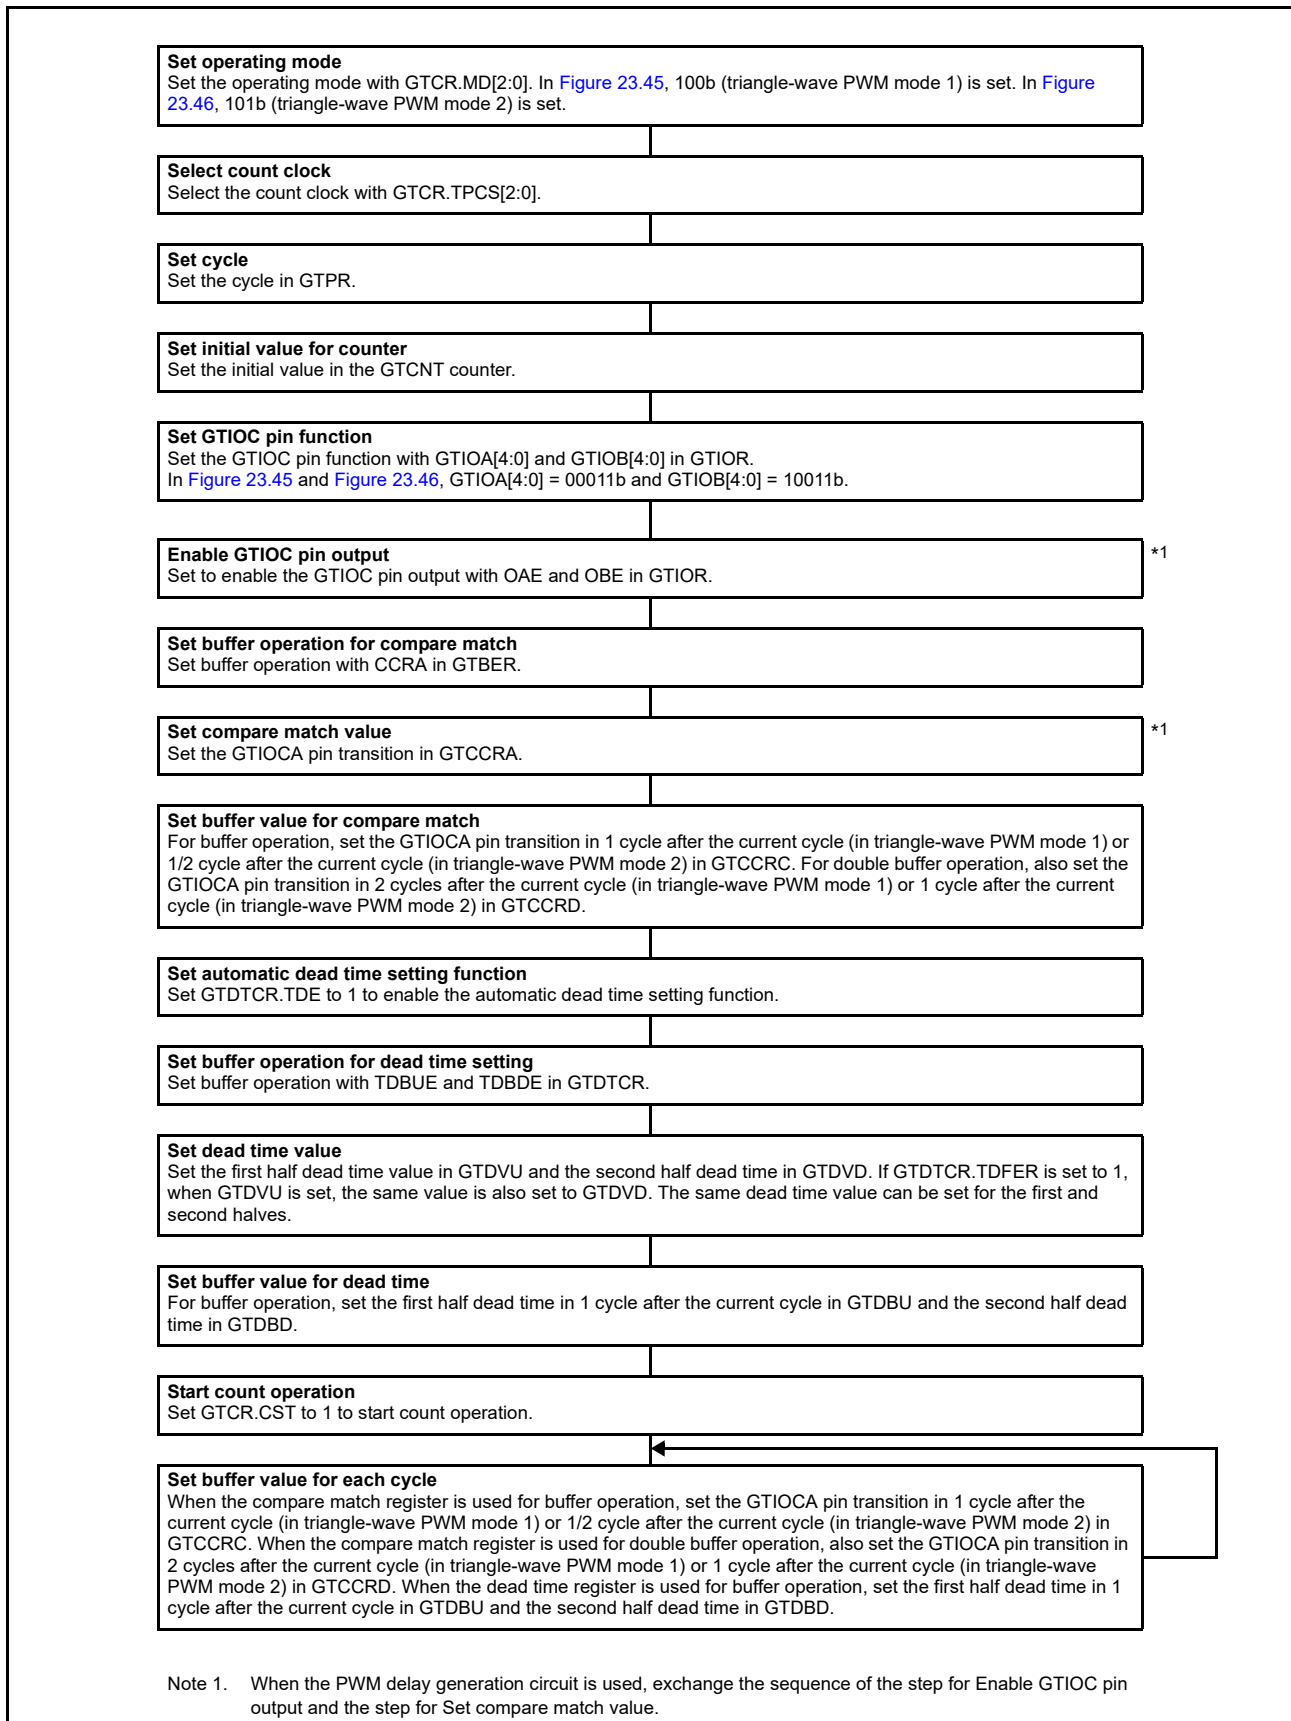 Set operating mode
Set the operating mode with GTCR.MD[2:0]. In Figure 23.45, 100b (triangle-wave PWM mode 1) is set. In Figure
23.46, 101b (triangle-wave PWM mode 2) is set.
Select count clock
Select the count clock with GTCR.TPCS[2:0].
Set cycle
Set the cycle in GTPR.
Set initial value for counter
Set the initial value in the GTCNT counter.
Set GTIOC pin function
Set the GTIOC pin function with GTIOA[4:0] and GTIOB[4:0] in GTIOR.
In Figure 23.45 and Figure 23.46, GTIOA[4:0] = 00011b and GTIOB[4:0] = 10011b.
Enable GTIOC pin output
*1
Set to enable the GTIOC pin output with OAE and OBE in GTIOR.
Set buffer operation for compare match
Set buffer operation with CCRA in GTBER.
Set compare match value
*1
Set the GTIOCA pin transition in GTCCRA.
Set buffer value for compare match
For buffer operation, set the GTIOCA pin transition in 1 cycle after the current cycle (in triangle-wave PWM mode 1) or
1/2 cycle after the current cycle (in triangle-wave PWM mode 2) in GTCCRC. For double buffer operation, also set the
GTIOCA pin transition in 2 cycles after the current cycle (in triangle-wave PWM mode 1) or 1 cycle after the current
cycle (in triangle-wave PWM mode 2) in GTCCRD.
Set automatic dead time setting function
Set GTDTCR.TDE to 1 to enable the automatic dead time setting function.
Set buffer operation for dead time setting
Set buffer operation with TDBUE and TDBDE in GTDTCR.
Set dead time value
Set the first half dead time value in GTDVU and the second half dead time in GTDVD. If GTDTCR.TDFER is set to 1,
when GTDVU is set, the same value is also set to GTDVD. The same dead time value can be set for the first and
second halves.
Set buffer value for dead time
For buffer operation, set the first half dead time in 1 cycle after the current cycle in GTDBU and the second half dead
time in GTDBD.
Start count operation
Set GTCR.CST to 1 to start count operation.
Set buffer value for each cycle
When the compare match register is used for buffer operation, set the GTIOCA pin transition in 1 cycle after the
current cycle (in triangle-wave PWM mode 1) or 1/2 cycle after the current cycle (in triangle-wave PWM mode 2) in
GTCCRC. When the compare match register is used for double buffer operation, also set the GTIOCA pin transition in
2 cycles after the current cycle (in triangle-wave PWM mode 1) or 1 cycle after the current cycle (in triangle-wave
PWM mode 2) in GTCCRD. When the dead time register is used for buffer operation, set the first half dead time in 1
cycle after the current cycle in GTDBU and the second half dead time in GTDBD.
Note 1. When the PWM delay generation circuit is used, exchange the sequence of the step for Enable GTIOC pin
output and the step for Set compare match value.